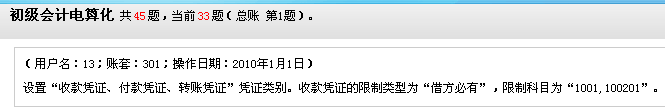 初级会计电算化 共45题，当前33题（总账 第1题）。
（用户名：13；账套：301；操作日期：2010年1月1日）
设置“收款凭证、付款凭证、转账凭证”凭证类别。收款凭证的限制类型为“借方必有”，限制科目为“1001,100201”。